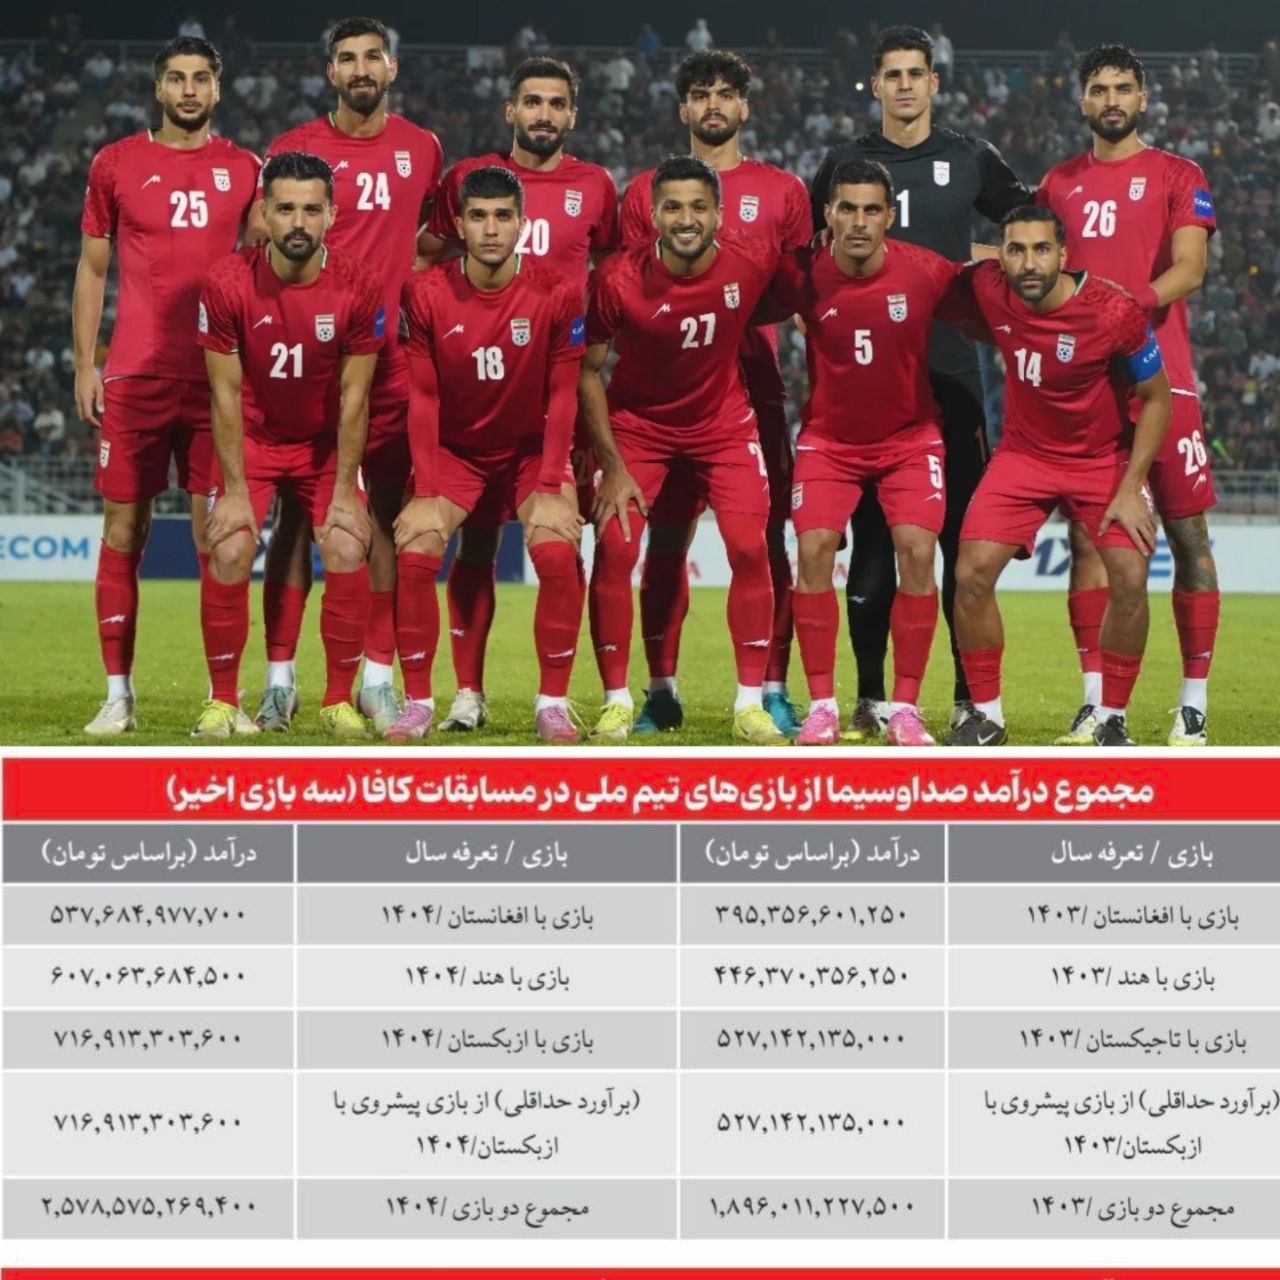 25
24
20
1
26
21
18
27
5
14
CAFA
5
26
ECOM
مجموع درآمد صداوسیما از بازی‌های تیم ملی در مسابقات کافا (سه بازی اخیر)
بازی / تعرفه سال درآمد (براساس تومان) بازی / تعرفه سال درآمد (براساس تومان)
بازی با افغانستان /۱۴۰۳ ۳۹۵,۳۵۶,۶۰۱,۲۵۰ بازی با افغانستان /۱۴۰۴ ۵۳۷,۶۸۴,۹۷۷,۷۰۰
بازی با هند /۱۴۰۳ ۴۴۶,۳۷۰,۳۵۶,۲۵۰ بازی با هند /۱۴۰۴ ۶۰۷,۰۶۳,۶۸۴,۵۰۰
بازی با تاجیکستان /۱۴۰۳ ۵۲۷,۱۴۲,۱۳۵,۰۰۰ بازی با ازبکستان /۱۴۰۴ ۷۱۶,۹۱۳,۳۰۳,۶۰۰
(برآورد حداقلی) از بازی پیشروی با
ازبکستان/۱۴۰۳ ۵۲۷,۱۴۲,۱۳۵,۰۰۰
(برآورد حداقلی) از بازی پیشروی با
ازبکستان/۱۴۰۴ ۷۱۶,۹۱۳,۳۰۳,۶۰۰
مجموع دو بازی /۱۴۰۳ ۱,۸۹۶,۰۱۱,۲۲۷,۵۰۰ مجموع دو بازی /۱۴۰۴ ۲,۵۷۸,۵۷۵,۲۶۹,۴۰۰